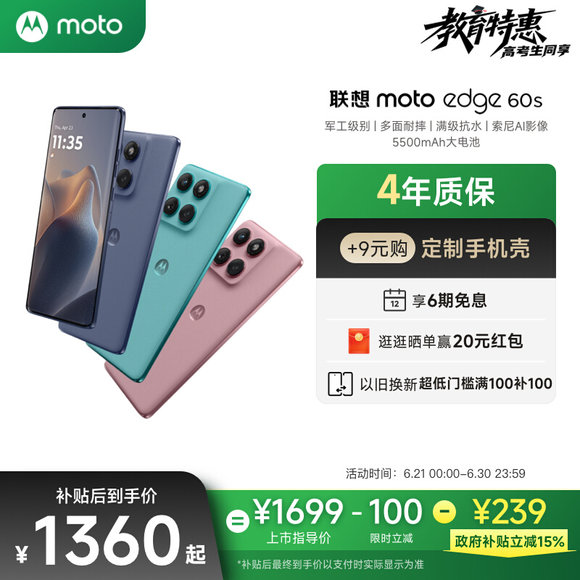 moto
教育特惠
高考生同享
联想 moto edge 60s
军工级别 | 多面耐摔 | 满级抗水 | 索尼AI影像
5500mAh大电池
4年质保
+9元购 定制手机壳
12 享6期免息
逛逛晒单赢20元红包
以旧换新 超低门槛满100补100
Thu, Apr 23
11:35
活动时间：6.21 00:00-6.30 23:59
补贴后到手价
¥1360起
=¥1699-100-¥239
上市指导价 限时立减 政府补贴立减15%
*补贴后最终到手价以支付时实际显示为准